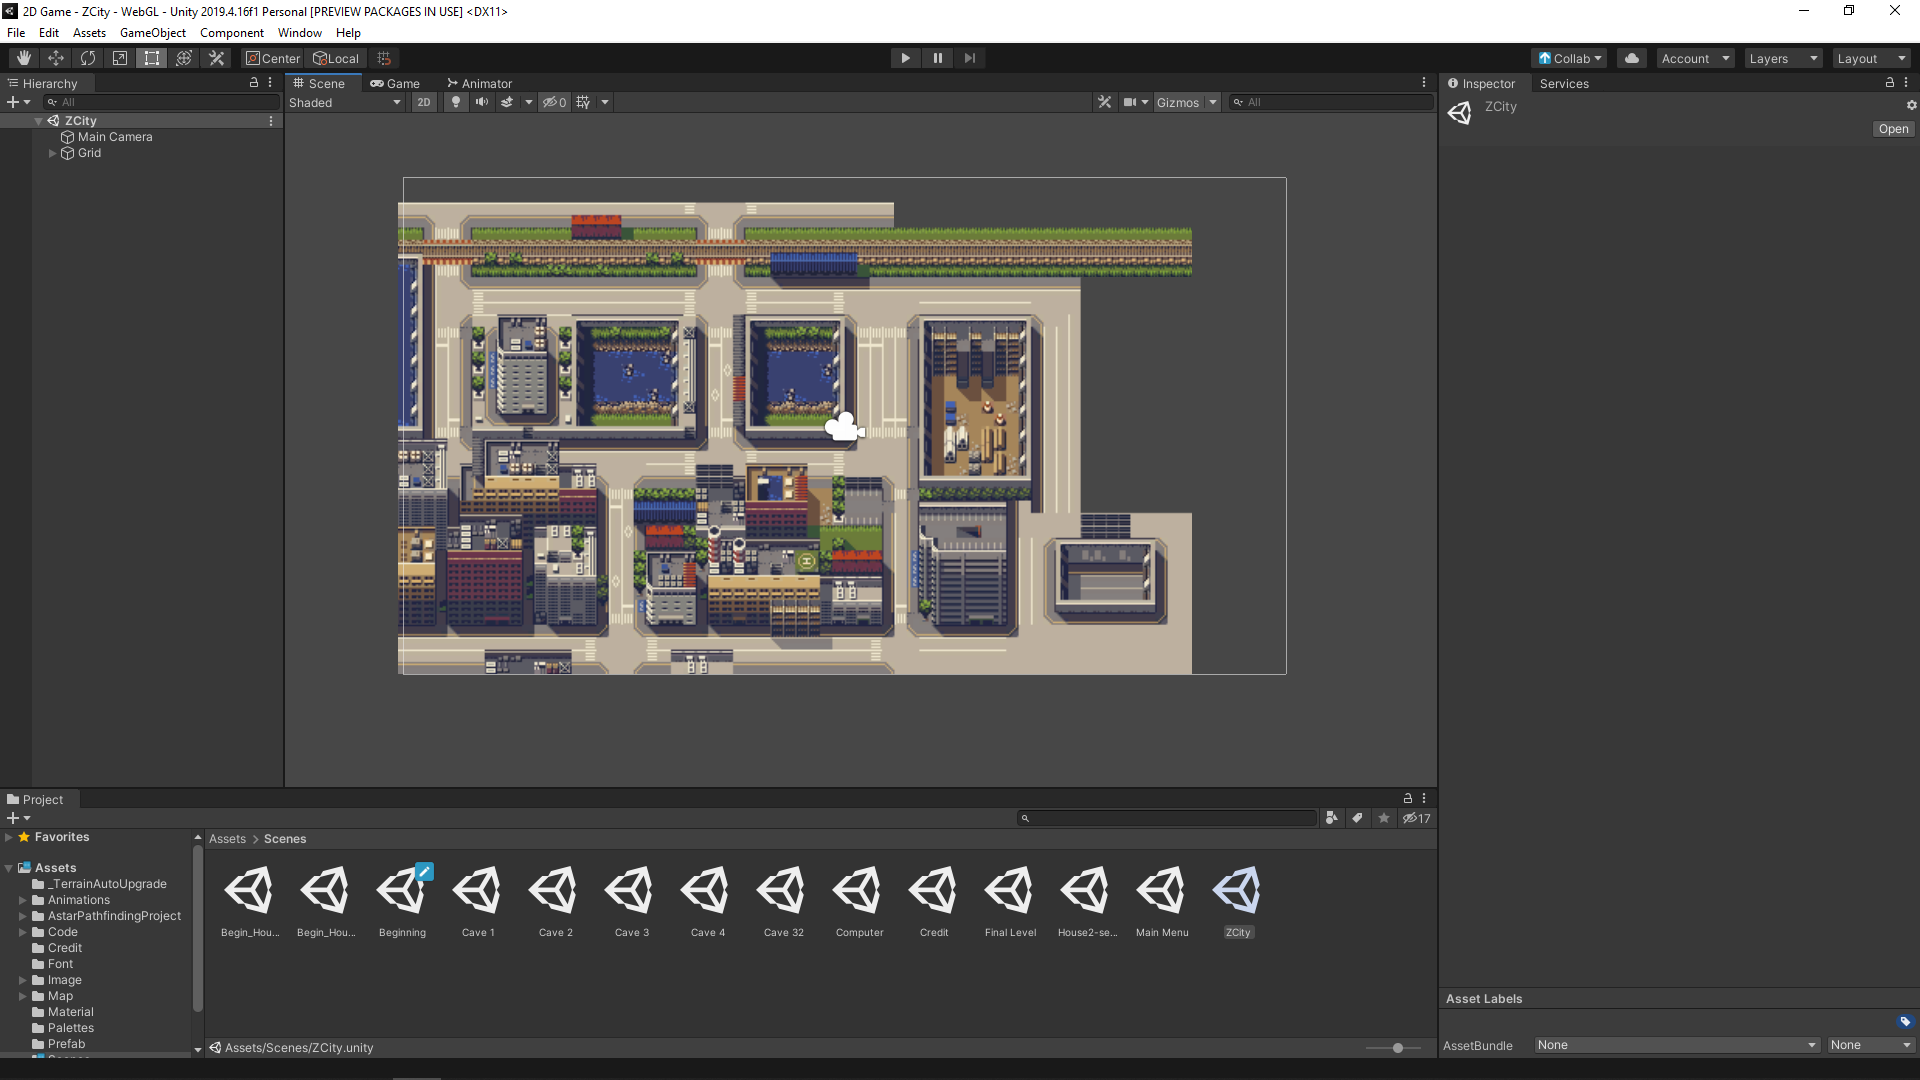 2D Game - ZCity - WebGL - Unity 2019.4.16f1 Personal [PREVIEW PACKAGES IN USE] <DX11>
File Edit Assets GameObject Component Window Help
Center Local Collab Account Layers Layout
Hierarchy
All
ZCity
Main Camera
Grid
Scene Game Animator
Shaded 2D 0 Gizmos All
H
Inspector Services
ZCity
Open
Project
17
Favorites
Assets
_TerrainAutoUpgrade
Animations
AstarPathfindingProject
Code
Credit
Font
Image
Map
Material
Palettes
Prefab
Scenes
Assets > Scenes
Begin_Hou... Begin_Hou... Beginning Cave 1 Cave 2 Cave 3 Cave 4 Cave 32 Computer Credit Final Level House2-se... Main Menu ZCity
Assets/Scenes/ZCity.unity
Asset Labels
AssetBundle None None